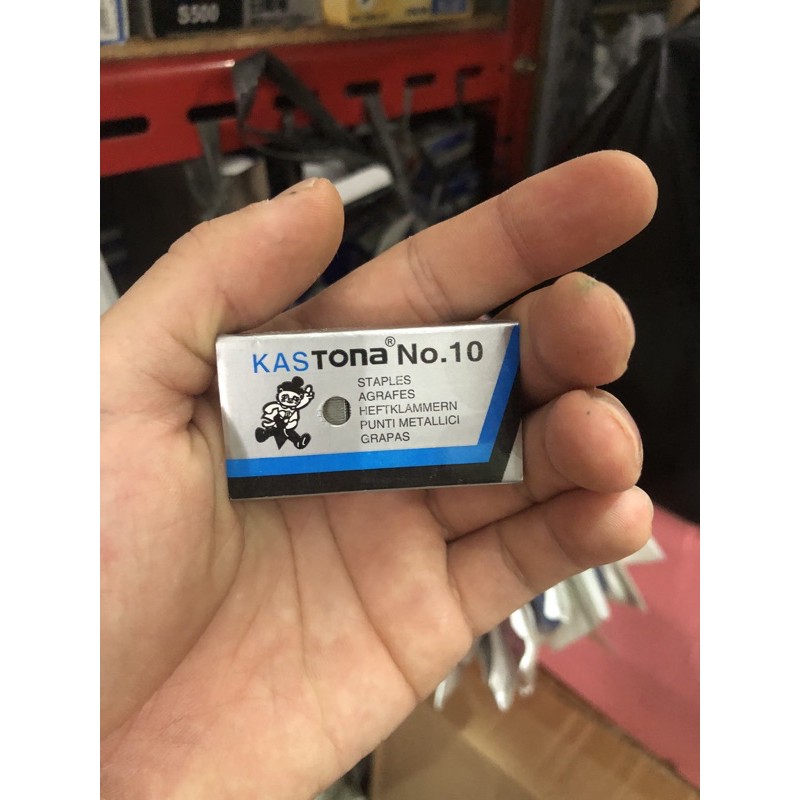 S500
KASTONA® No.10
STAPLES
AGRAFES
HEFTKLAMMERN
PUNTI METALLICI
GRAPAS